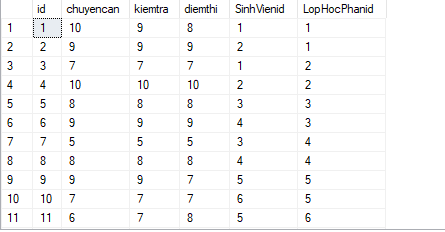 id chuyencan kiemtra diemthi SinhVienid LopHocPhanid
1 1 10 9 8 1 1
2 2 9 9 9 2 1
3 3 7 7 7 1 2
4 4 10 10 10 2 2
5 5 8 8 8 3 3
6 6 9 9 9 4 3
7 7 5 5 5 3 4
8 8 8 8 8 4 4
9 9 9 9 7 5 5
10 10 7 7 7 6 5
11 11 6 7 8 5 6